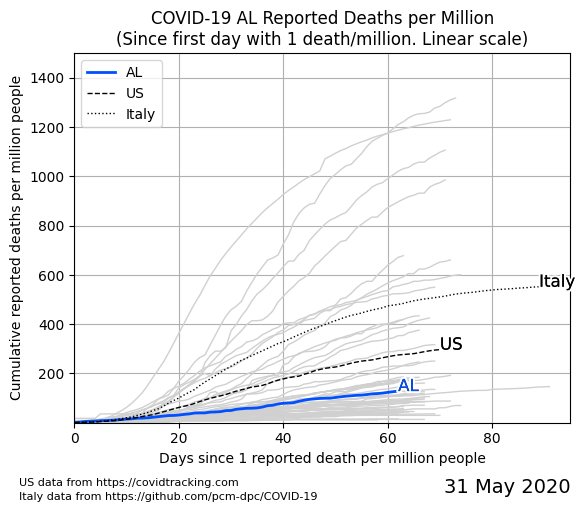 COVID-19 AL Reported Deaths per Million
(Since first day with 1 death/million. Linear scale)
Cumulative reported deaths per million people
1400
1200
1000
800
600
400
200
AL
US
Italy
Italy
US
AL
0
20
40
60
80
Days since 1 reported death per million people
US data from https://covidtracking.com
Italy data from https://github.com/pcm-dpc/COVID-19
31 May 2020